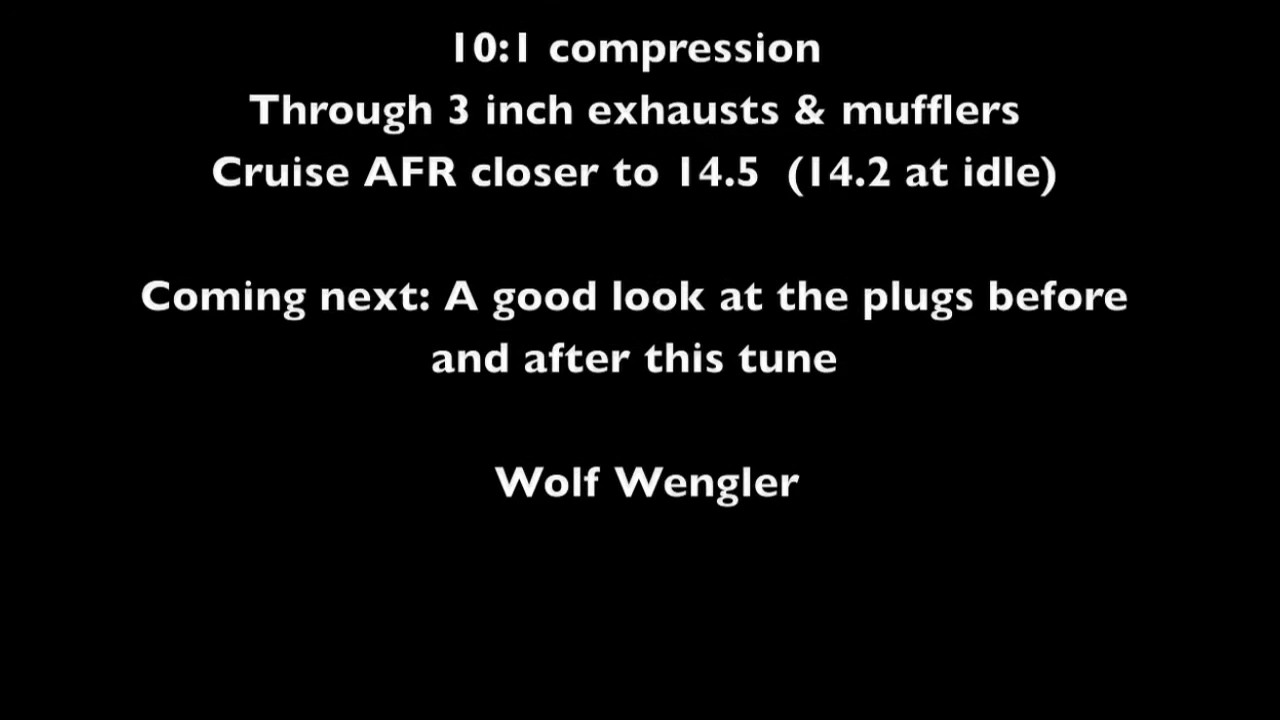 10:1 compression
Through 3 inch exhausts & mufflers
Cruise AFR closer to 14.5  (14.2 at idle)
Coming next: A good look at the plugs before
and after this tune
Wolf Wengler